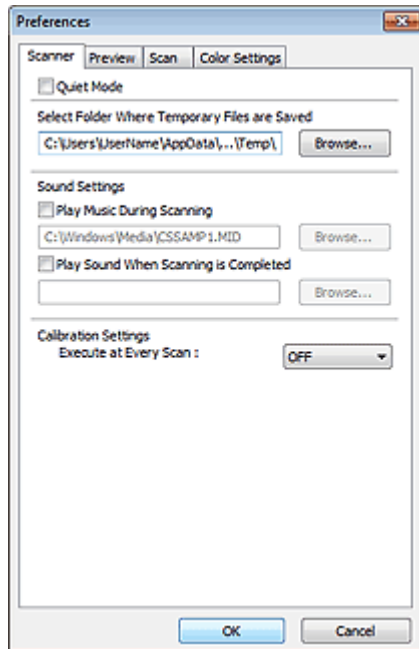 Preferences
Scanner Preview Scan Color Settings
Quiet Mode
Select Folder Where Temporary Files are Saved
C:\Users\UserName\AppData\...\Temp\ Browse...
Sound Settings
Play Music During Scanning
C:\Windows\Media\CSSAMP1.MID Browse...
Play Sound When Scanning is Completed
Browse...
Calibration Settings
Execute at Every Scan : OFF
OK Cancel